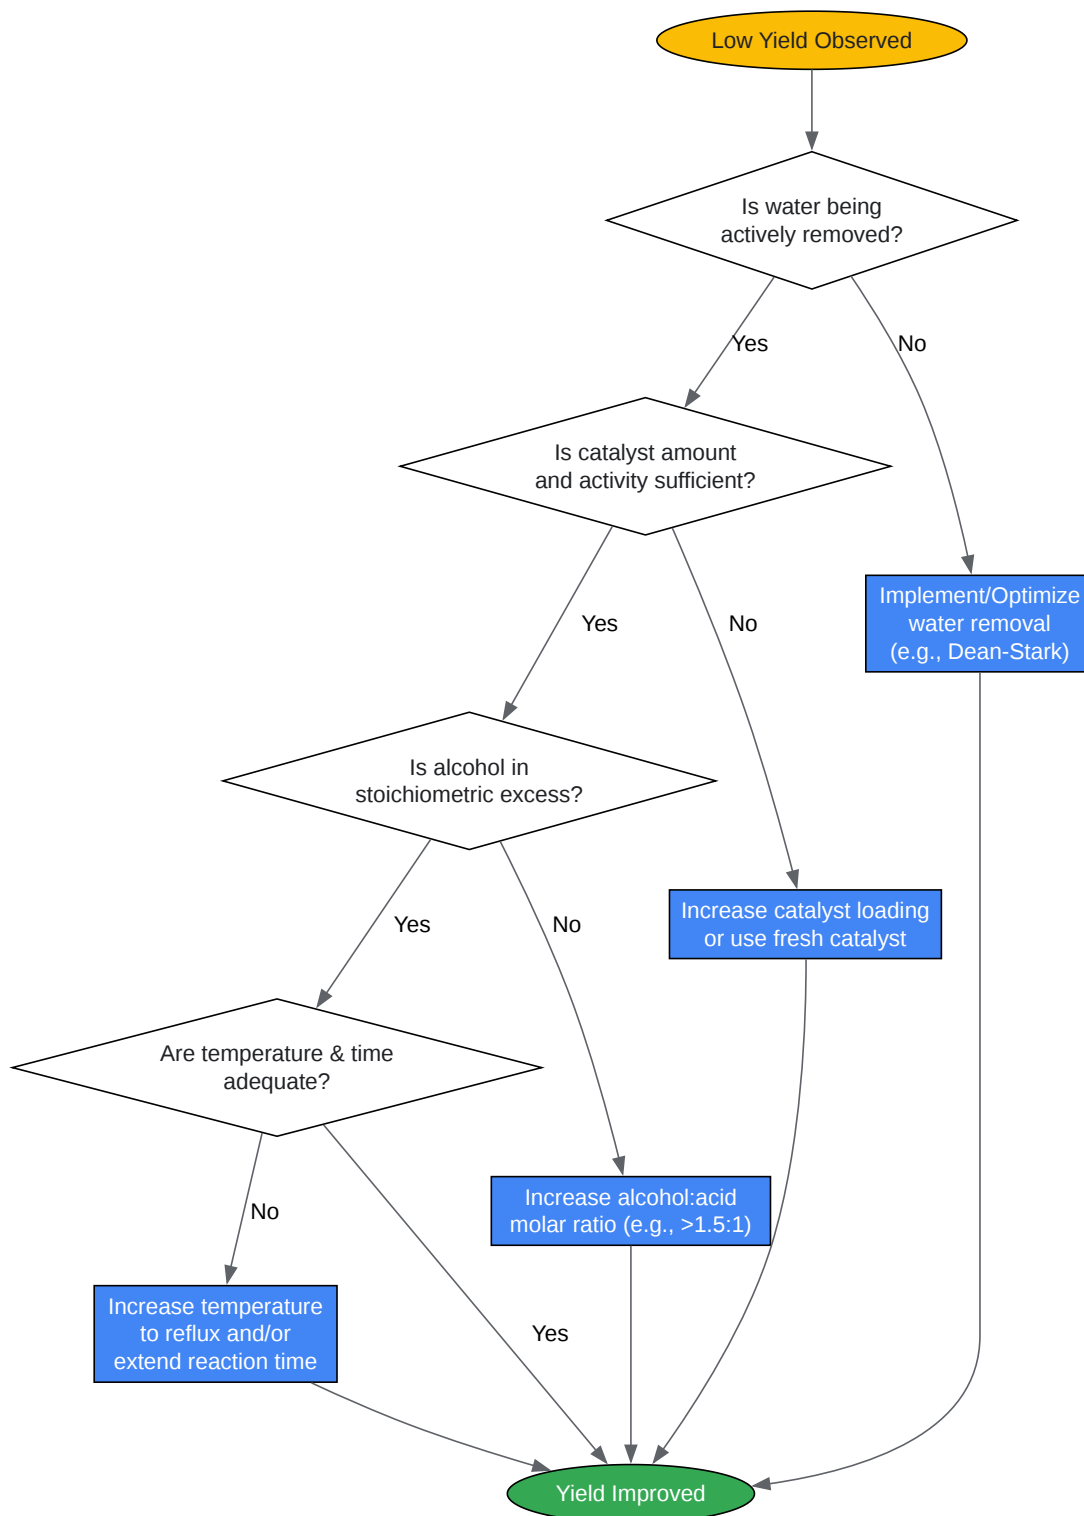 Low Yield Observed
Is water being
actively removed?
Yes
No
Is catalyst amount
and activity sufficient?
Implement/Optimize
water removal
(e.g., Dean-Stark)
Yes
No
Is alcohol in
stoichiometric excess?
Increase catalyst loading
or use fresh catalyst
Yes
No
Are temperature & time
adequate?
Increase alcohol:acid
molar ratio (e.g., >1.5:1)
No
Increase temperature
to reflux and/or
extend reaction time
Yes
Yield Improved